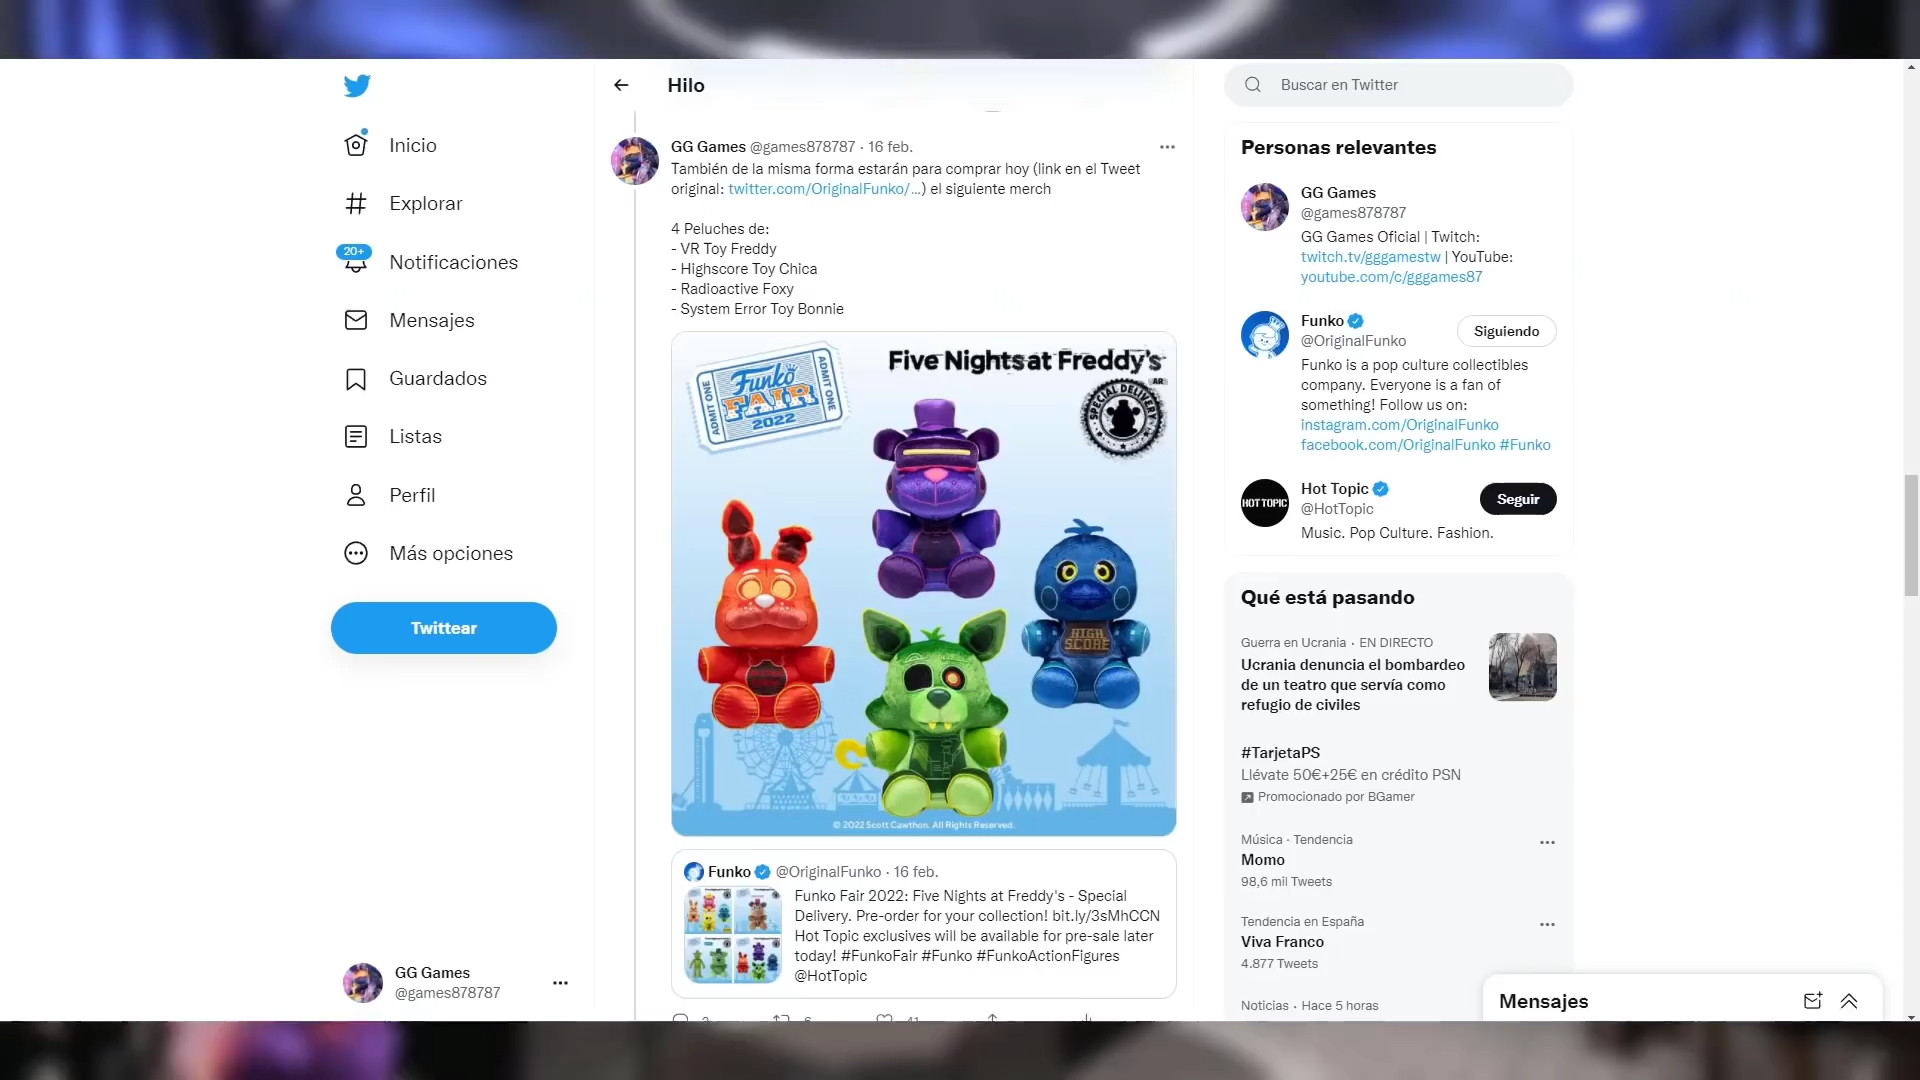 Inicio
Explorar
20+
Notificaciones
Mensajes
Guardados
Listas
Perfil
Más opciones
Twittear
GG Games
@games878787
Hilo
GG Games @games878787 · 16 feb.
También de la misma forma estarán para comprar hoy (link en el Tweet
original: twitter.com/OriginalFunko/…) el siguiente merch
4 Peluches de:
- VR Toy Freddy
- Highscore Toy Chica
- Radioactive Foxy
- System Error Toy Bonnie
ADMIT ONE
Funko
FAIR
2022
ADMIT ONE
Five Nights at Freddy's
AR
SPECIAL DELIVERY
HIGH
SCORE
© 2022 Scott Cawthon. All Rights Reserved.
Funko @OriginalFunko · 16 feb.
Funko Fair 2022: Five Nights at Freddy's - Special
Delivery. Pre-order for your collection! bit.ly/3sMhCCN
Hot Topic exclusives will be available for pre-sale later
today! #FunkoFair #Funko #FunkoActionFigures
@HotTopic
Buscar en Twitter
Personas relevantes
GG Games
@games878787
GG Games Oficial | Twitch:
twitch.tv/gggamestw | YouTube:
youtube.com/c/gggames87
Funko
@OriginalFunko
Siguiendo
Funko is a pop culture collectibles
company. Everyone is a fan of
something! Follow us on:
instagram.com/OriginalFunko
facebook.com/OriginalFunko #Funko
HOT TOPIC
Hot Topic
@HotTopic
Seguir
Music. Pop Culture. Fashion.
Qué está pasando
Guerra en Ucrania · EN DIRECTO
Ucrania denuncia el bombardeo
de un teatro que servía como
refugio de civiles
#TarjetaPS
Llévate 50€+25€ en crédito PSN
Promocionado por BGamer
Música · Tendencia
Momo
98,6 mil Tweets
Tendencia en España
Viva Franco
4.877 Tweets
Noticias · Hace 5 horas
Mensajes